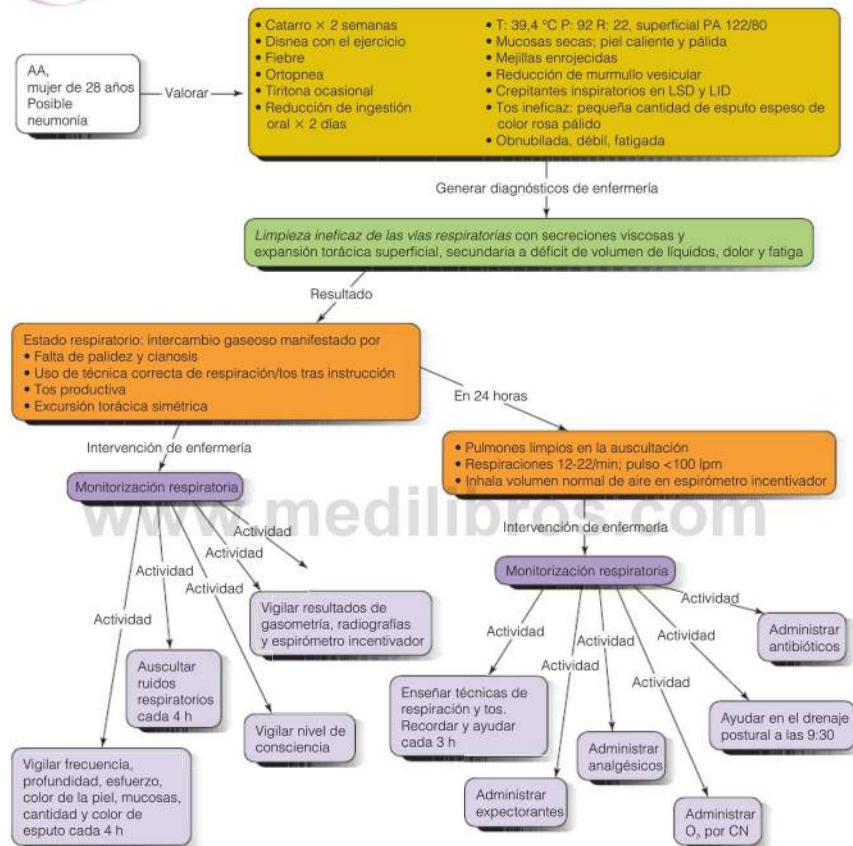 AA,
mujer de 28 años
Posible
neumonía
Valorar
• Catarro × 2 semanas
• Disnea con el ejercicio
• Fiebre
• Ortopnea
• Tiritona ocasional
• Reducción de ingestión
oral × 2 días
• T: 39,4 ºC P: 92 R: 22, superficial PA 122/80
• Mucosas secas; piel caliente y pálida
• Mejillas enrojecidas
• Reducción de murmullo vesicular
• Crepitantes inspiratorios en LSD y LID
• Tos ineficaz: pequeña cantidad de esputo espeso de
color rosa pálido
• Obnubilada, débil, fatigada
Generar diagnósticos de enfermería
Limpieza ineficaz de las vías respiratorias con secreciones viscosas y
expansión torácica superficial, secundaria a déficit de volumen de líquidos, dolor y fatiga
Resultado
Estado respiratorio: intercambio gaseoso manifestado por
• Falta de palidez y cianosis
• Uso de técnica correcta de respiración/tos tras instrucción
• Tos productiva
• Excursión torácica simétrica
En 24 horas
• Pulmones limpios en la auscultación
• Respiraciones 12-22/min; pulso <100 lpm
• Inhala volumen normal de aire en espirómetro incentivador
Intervención de enfermería
Monitorización respiratoria
www.medilibros.com
Actividad
Actividad
Actividad
Actividad
Actividad
Vigilar resultados de
gasometría, radiografías
y espirómetro incentivador
Auscultar
ruidos
respiratorios
cada 4 h
Vigilar nivel de
consciencia
Vigilar frecuencia,
profundidad, esfuerzo,
color de la piel, mucosas,
cantidad y color de
esputo cada 4 h
Intervención de enfermería
Monitorización respiratoria
Actividad
Actividad
Actividad
Actividad
Actividad
Actividad
Administrar
antibióticos
Enseñar técnicas de
respiración y tos.
Recordar y ayudar
cada 3 h
Ayudar en el drenaje
postural a las 9:30
Administrar
analgésicos
Administrar
expectorantes
Administrar
O₂ por CN